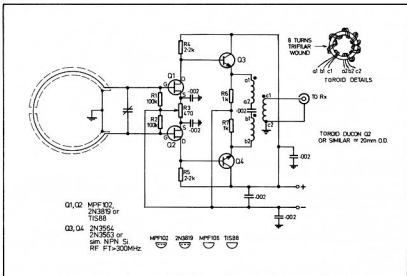 R4
2·2k
Q3
Q1
D
G
S
·002
R1
100k
R3
470
R2
100k
·002
G
S
D
Q2
R6
1k
R7
1k
a1
a2
·002
b1
b2
c1
c2
Q4
R5
2·2k
8 TURNS
TRIFILAR
WOUND
a1 b1 c1
a2 b2 c2
TOROID DETAILS
TO Rx
TOROID DUCON Q2
OR SIMILAR ≈ 20mm O.D.
·002
+
·002
−
·002
Q1,Q2 MPF102,
2N3819 or
TIS88
Q3,Q4 2N3564
2N3563 or
sim. NPN Si.
RF FT>300MHz.
MPF102 2N3819 MPF106 TIS88